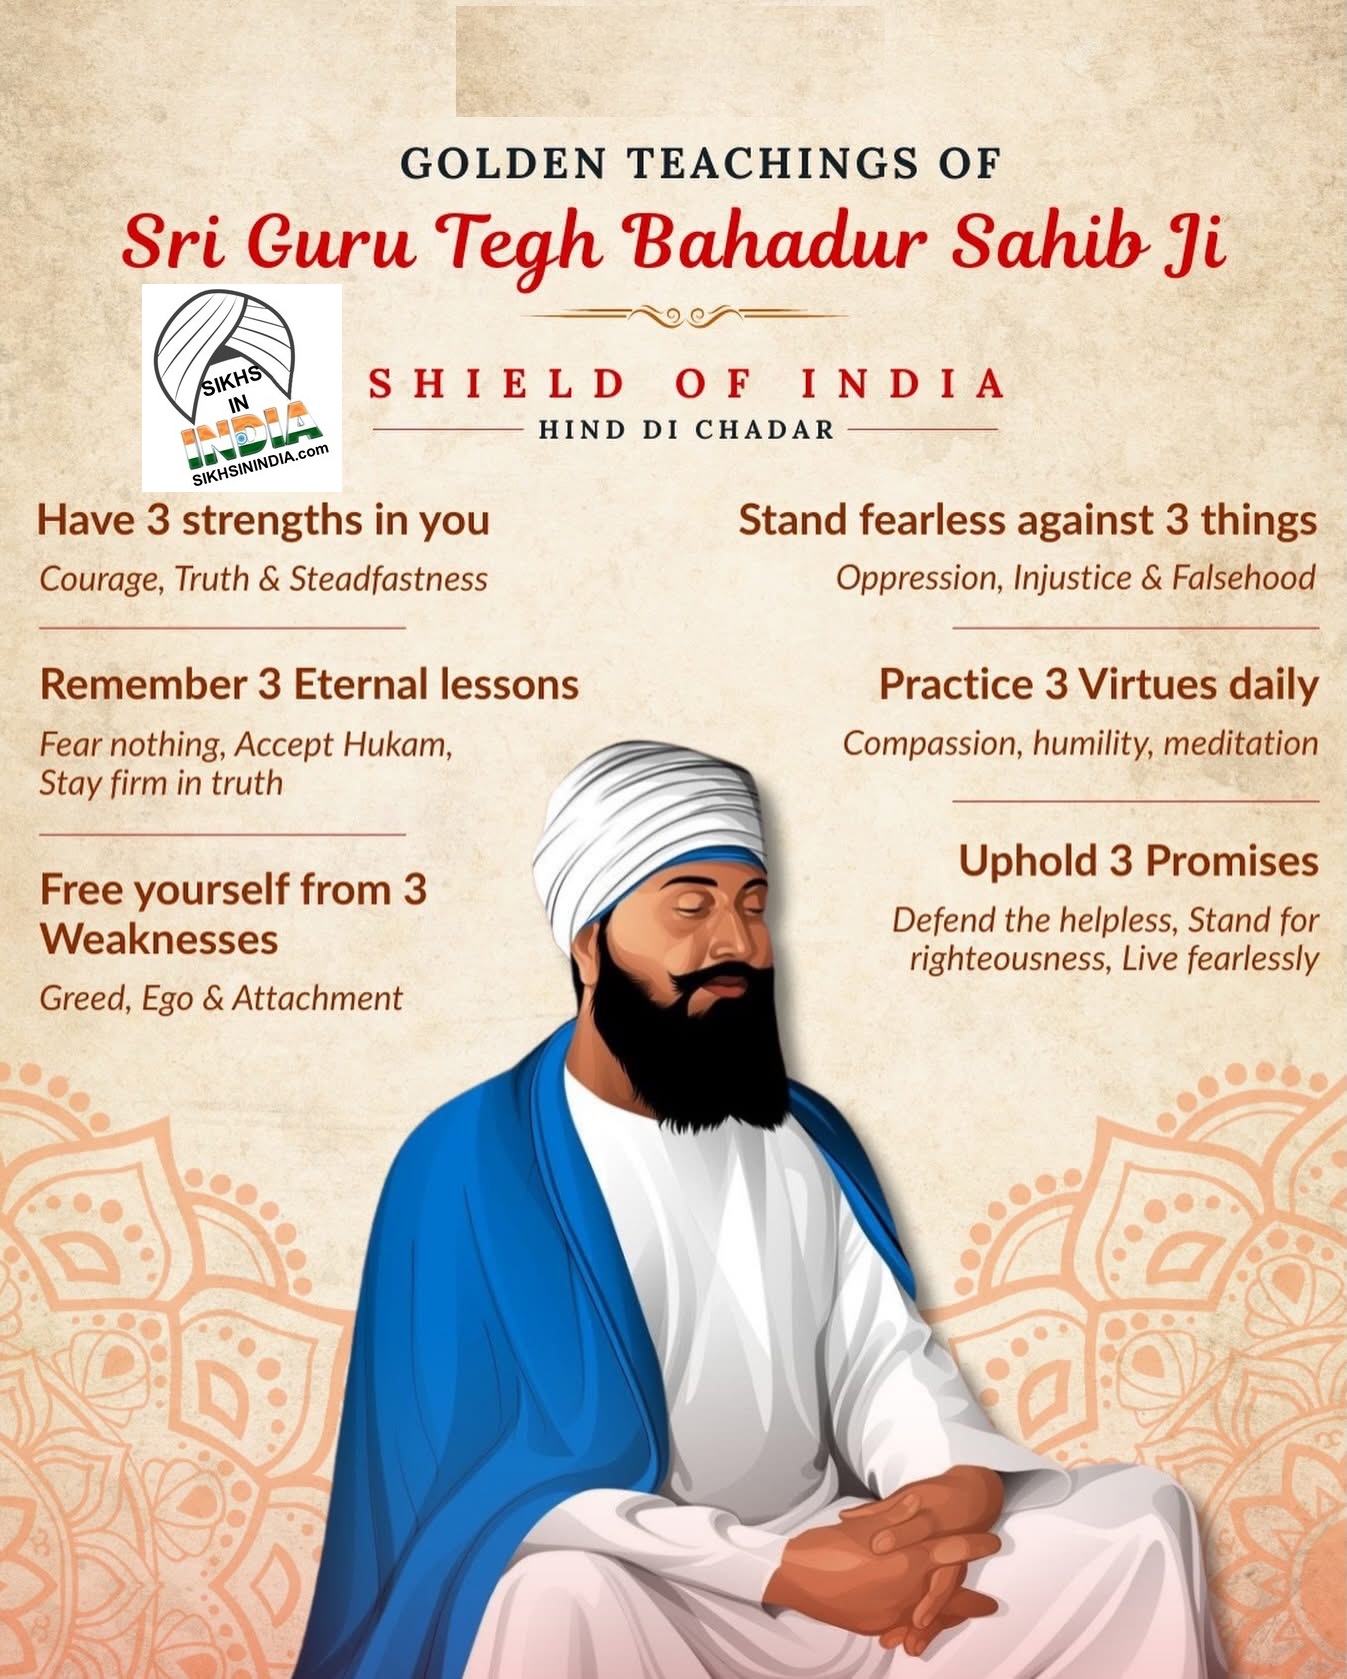 GOLDEN TEACHINGS OF
Sri Guru Tegh Bahadur Sahib Ji
SIKHS
IN
INDIA
SIKHSININDIA.com
SHIELD OF INDIA
HIND DI CHADAR
Have 3 strengths in you
Courage, Truth & Steadfastness
Remember 3 Eternal lessons
Fear nothing, Accept Hukam,
Stay firm in truth
Free yourself from 3
Weaknesses
Greed, Ego & Attachment
Stand fearless against 3 things
Oppression, Injustice & Falsehood
Practice 3 Virtues daily
Compassion, humility, meditation
Uphold 3 Promises
Defend the helpless, Stand for
righteousness, Live fearlessly